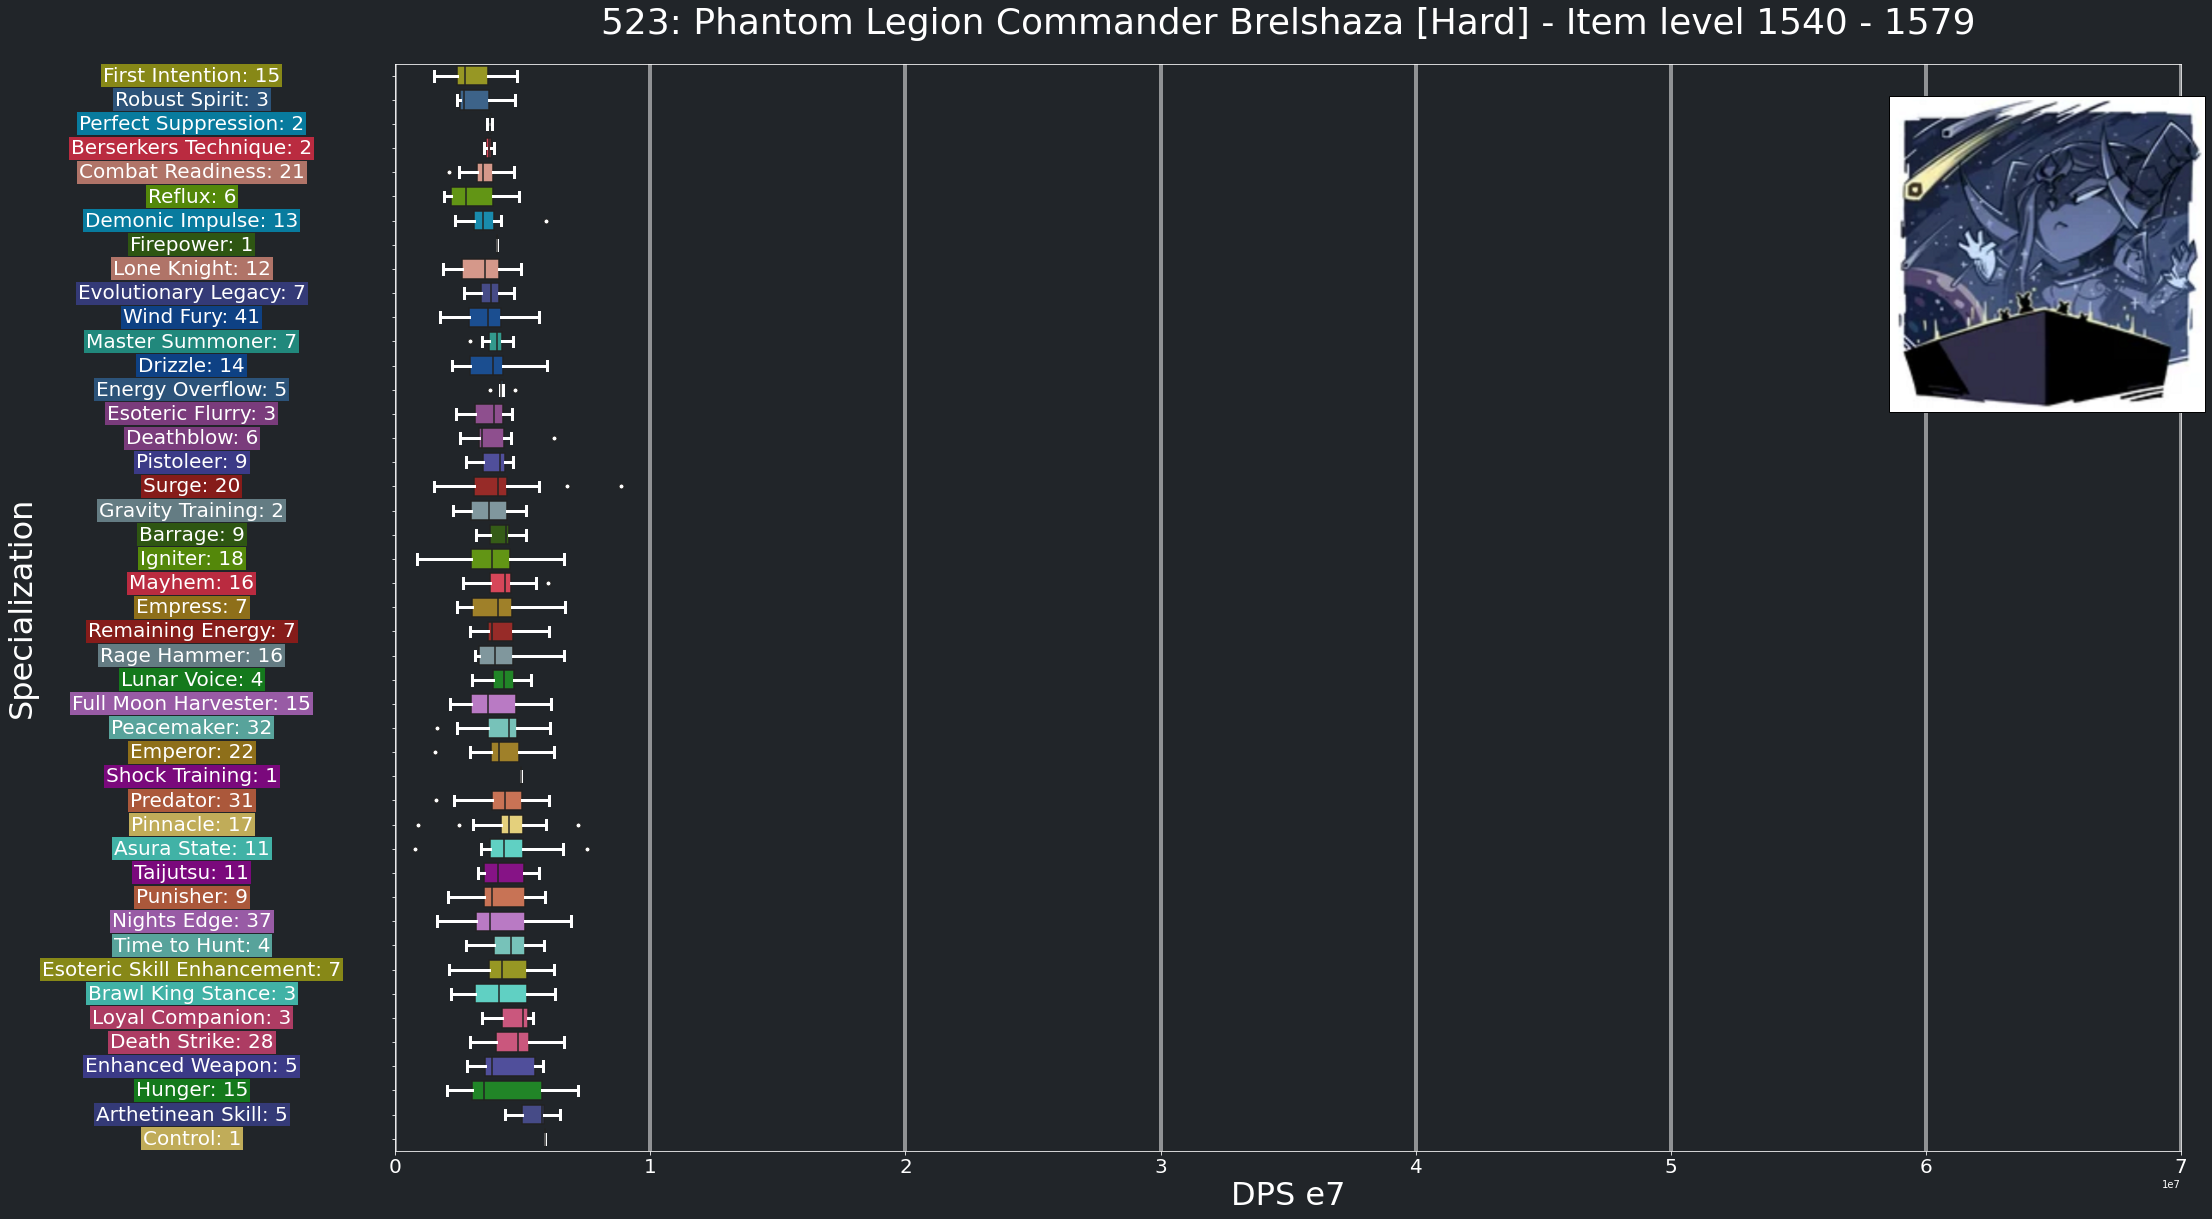 523: Phantom Legion Commander Brelshaza [Hard] - Item level 1540 - 1579
First Intention: 15
Robust Spirit: 3
Perfect Suppression: 2
Berserkers Technique: 2
Combat Readiness: 21
Reflux: 6
Demonic Impulse: 13
Firepower: 1
Lone Knight: 12
Evolutionary Legacy: 7
Wind Fury: 41
Master Summoner: 7
Drizzle: 14
Energy Overflow: 5
Esoteric Flurry: 3
Deathblow: 6
Pistoleer: 9
Surge: 20
Gravity Training: 2
Barrage: 9
Igniter: 18
Mayhem: 16
Empress: 7
Remaining Energy: 7
Rage Hammer: 16
Lunar Voice: 4
Full Moon Harvester: 15
Peacemaker: 32
Emperor: 22
Shock Training: 1
Predator: 31
Pinnacle: 17
Asura State: 11
Taijutsu: 11
Punisher: 9
Nights Edge: 37
Time to Hunt: 4
Esoteric Skill Enhancement: 7
Brawl King Stance: 3
Loyal Companion: 3
Death Strike: 28
Enhanced Weapon: 5
Hunger: 15
Arthetinean Skill: 5
Control: 1
Specialization
0 1 2 3 4 5 6 7
1e7
DPS e7